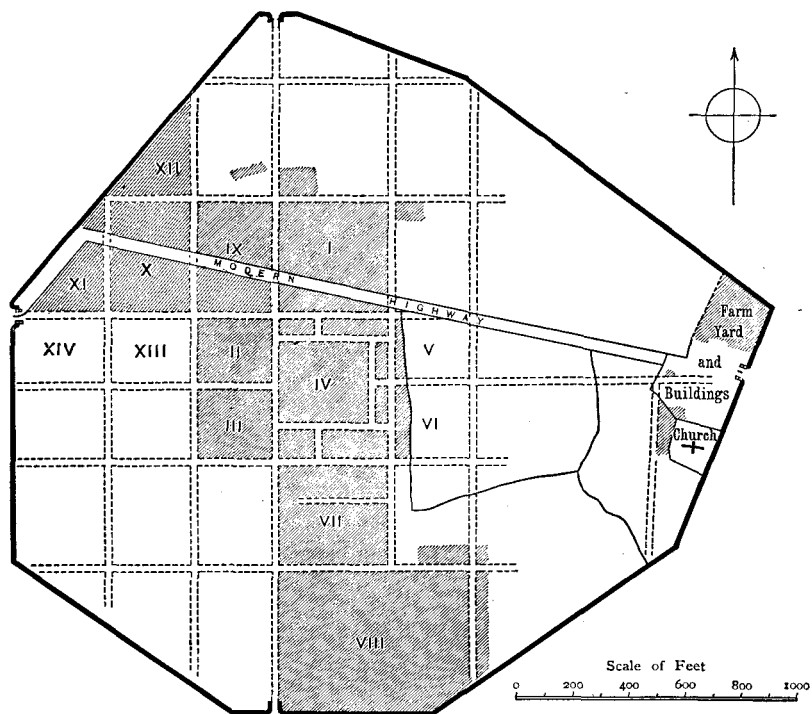 XII
IX
I
X
MODERN HIGHWAY
XI
Farm
Yard
and
Buildings
Church
XIV
XIII
II
IV
V
III
VI
VII
VIII
Scale of Feet
0 200 400 600 800 1000